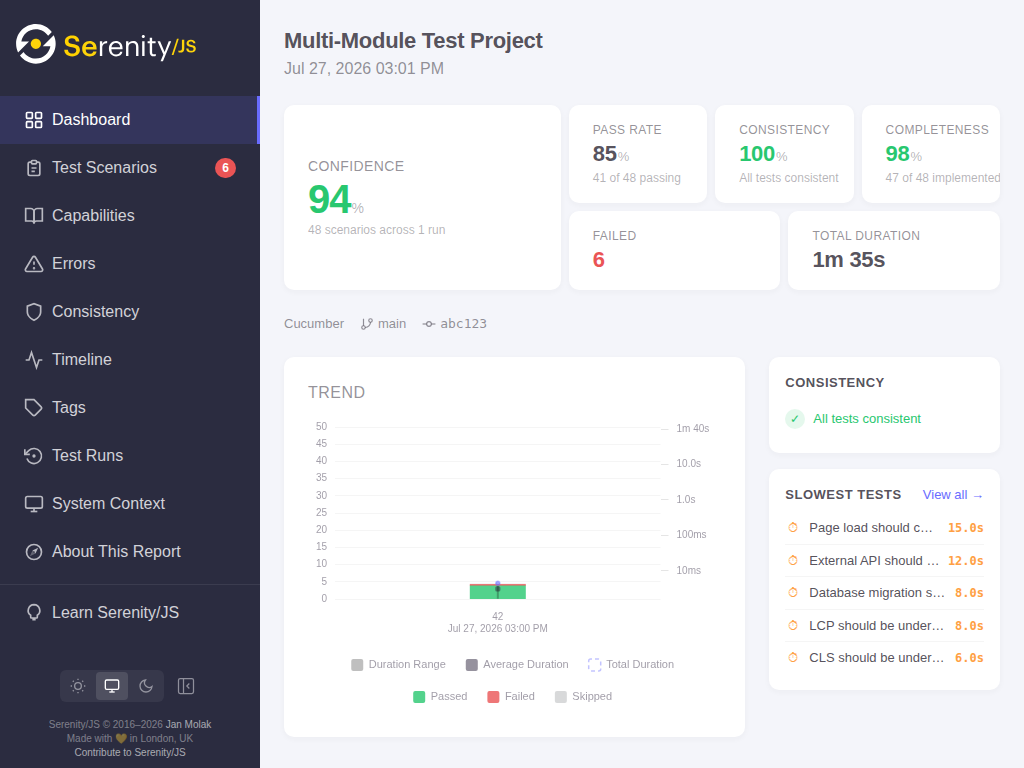 Serenity/JS
Dashboard
Test Scenarios
6
Capabilities
Errors
Consistency
Timeline
Tags
Test Runs
System Context
About This Report
Learn Serenity/JS
Serenity/JS © 2016–2026 Jan Molak
Made with 💛 in London, UK
Contribute to Serenity/JS
Multi-Module Test Project
Jul 27, 2026 03:01 PM
CONFIDENCE
94%
48 scenarios across 1 run
PASS RATE
85%
41 of 48 passing
CONSISTENCY
100%
All tests consistent
COMPLETENESS
98%
47 of 48 implemented
FAILED
6
TOTAL DURATION
1m 35s
Cucumber main abc123
TREND
50
45
40
35
30
25
20
15
10
5
0
1m 40s
10.0s
1.0s
100ms
10ms
42
Jul 27, 2026 03:00 PM
Duration Range Average Duration Total Duration
Passed Failed Skipped
CONSISTENCY
✓ All tests consistent
SLOWEST TESTS View all →
Page load should c… 15.0s
External API should … 12.0s
Database migration s… 8.0s
LCP should be under… 8.0s
CLS should be under… 6.0s